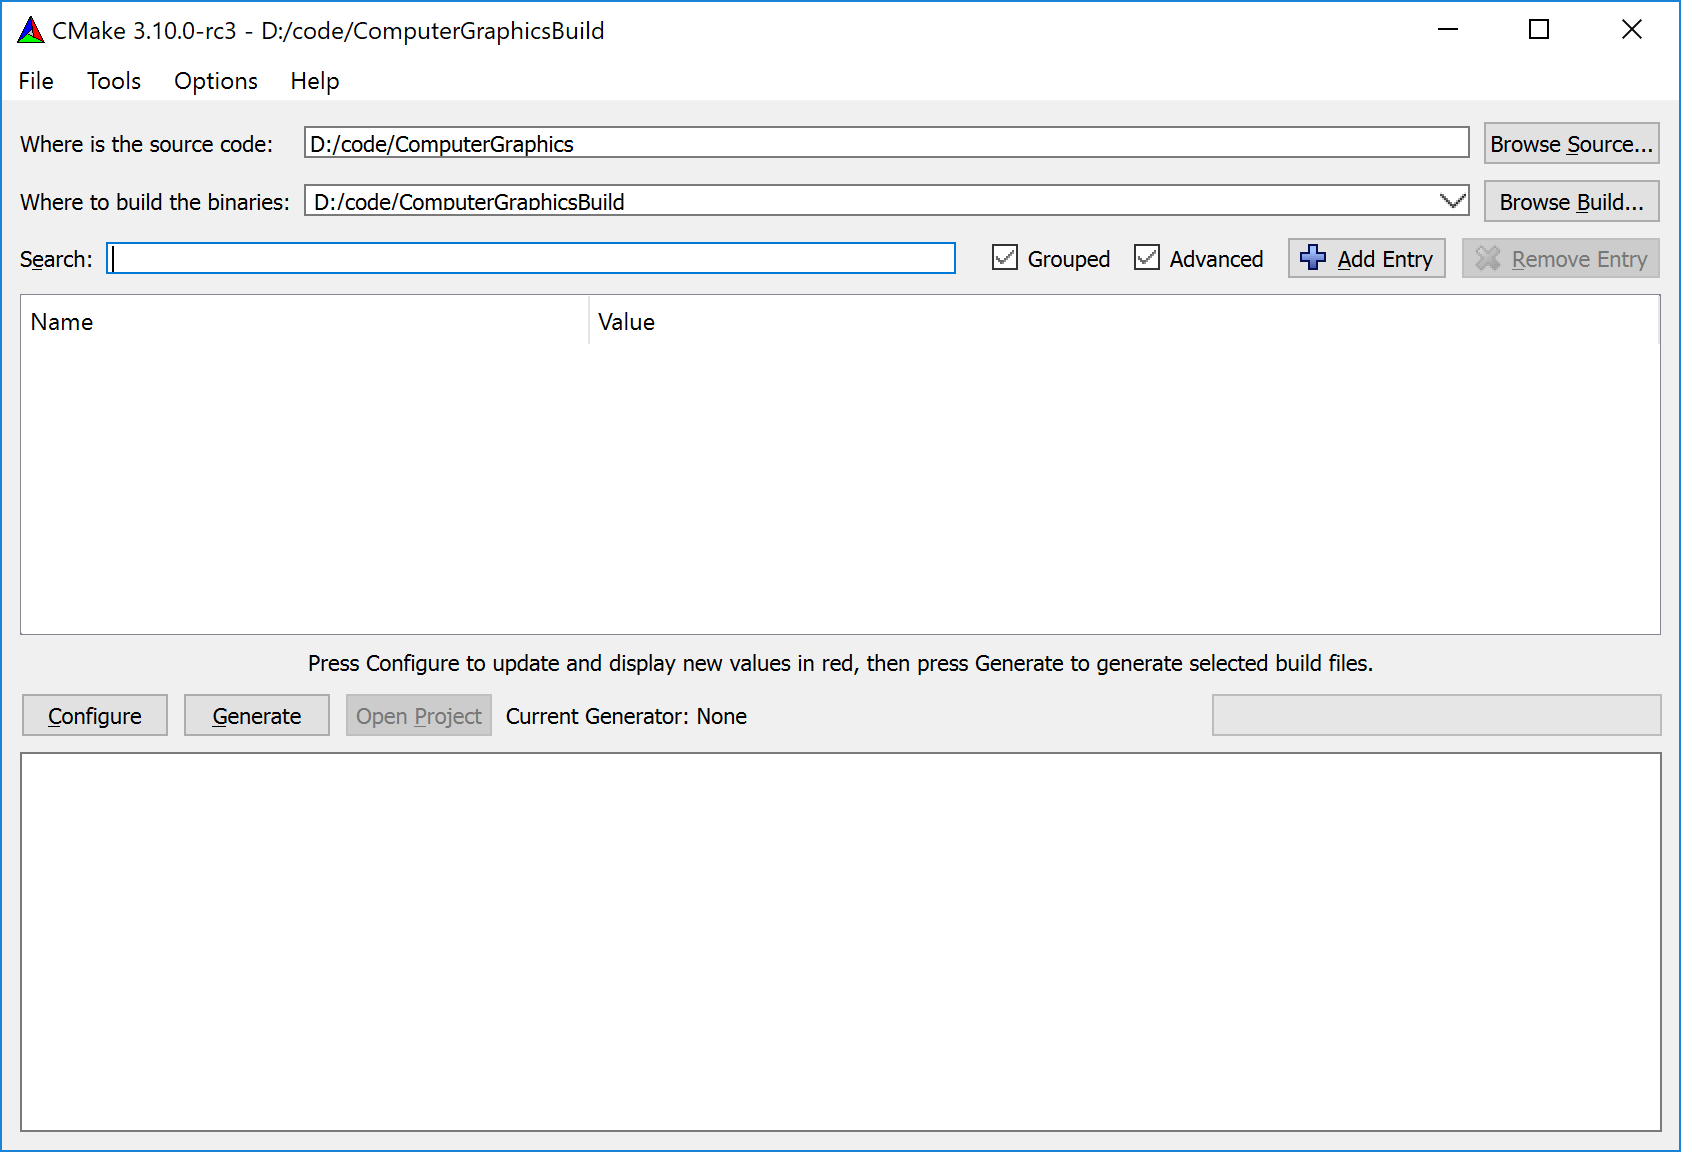 CMake 3.10.0-rc3 - D:/code/ComputerGraphicsBuild
File Tools Options Help
Where is the source code: D:/code/ComputerGraphics Browse Source...
Where to build the binaries: D:/code/ComputerGraphicsBuild Browse Build...
Search: Grouped Advanced Add Entry Remove Entry
Name Value
Press Configure to update and display new values in red, then press Generate to generate selected build files.
Configure Generate Open Project Current Generator: None